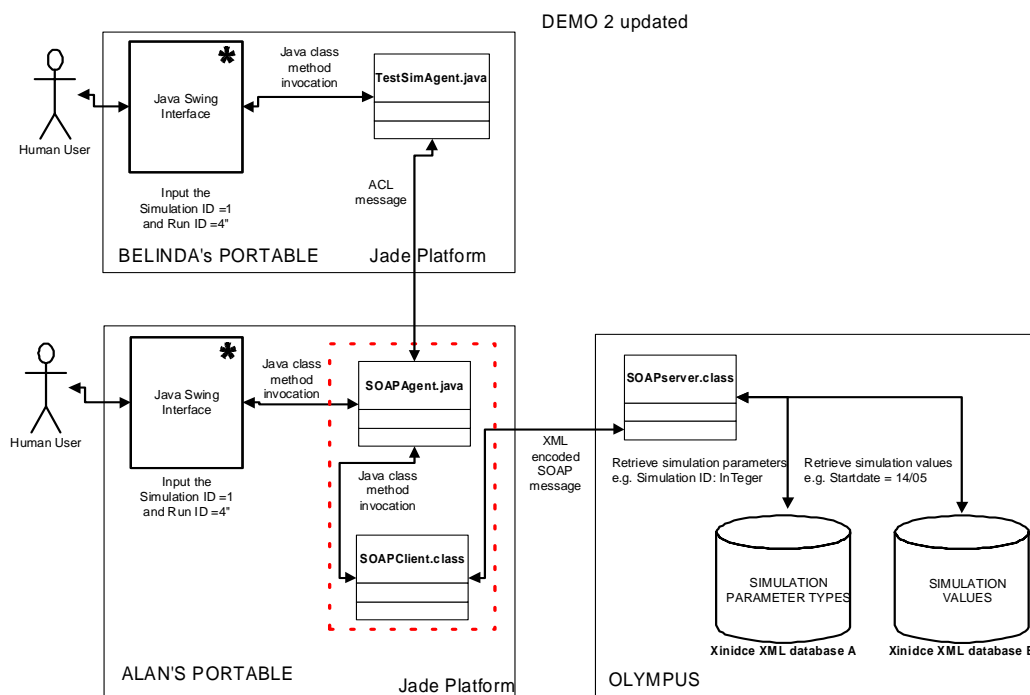 DEMO 2 updated
Human User
*
Java Swing
Interface
Java class
method
invocation
TestSimAgent.java
Input the
Simulation ID =1
and Run ID =4"
ACL
message
BELINDA's PORTABLE
Jade Platform
Human User
*
Java Swing
Interface
Java class
method
invocation
SOAPAgent.java
Input the
Simulation ID =1
and Run ID =4"
Java class
method
invocation
SOAPClient.class
XML
encoded
SOAP
message
ALAN'S PORTABLE
Jade Platform
SOAPserver.class
Retrieve simulation parameters
e.g. Simulation ID: InTeger
Retrieve simulation values
e.g. Startdate = 14/05
SIMULATION
PARAMETER TYPES
SIMULATION
VALUES
Xinidce XML database A
Xinidce XML database B
OLYMPUS